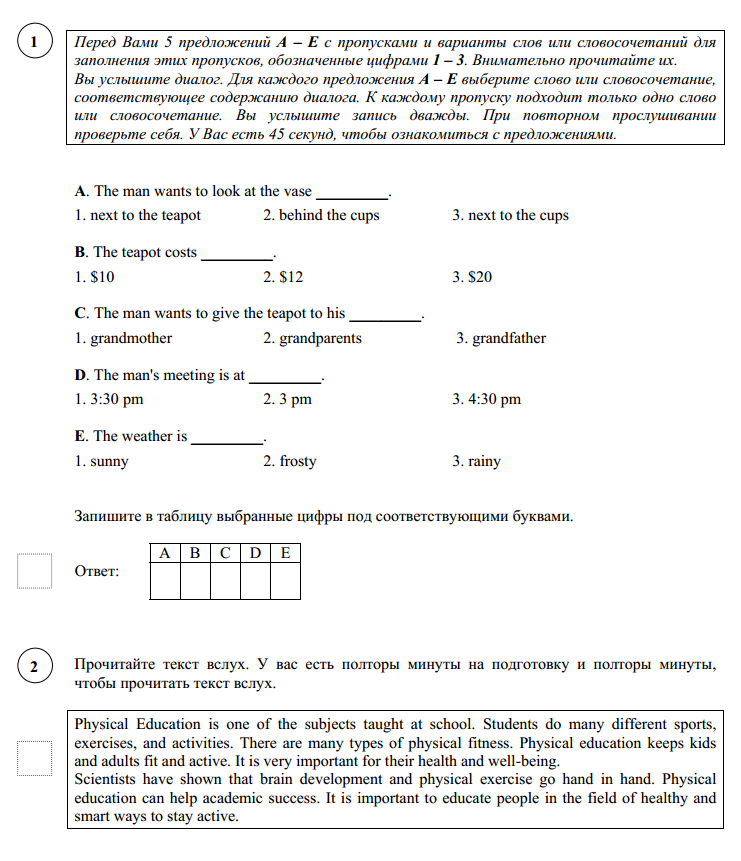 1
Перед Вами 5 предложений A – E с пропусками и варианты слов или словосочетаний для
заполнения этих пропусков, обозначенные цифрами 1 – 3. Внимательно прочитайте их.
Вы услышите диалог. Для каждого предложения A – E выберите слово или словосочетание,
соответствующее содержанию диалога. К каждому пропуску подходит только одно слово
или словосочетание. Вы услышите запись дважды. При повторном прослушивании
проверьте себя. У Вас есть 45 секунд, чтобы ознакомиться с предложениями.
A. The man wants to look at the vase _________.
1. next to the teapot 2. behind the cups 3. next to the cups
B. The teapot costs _________.
1. $10 2. $12 3. $20
C. The man wants to give the teapot to his _________.
1. grandmother 2. grandparents 3. grandfather
D. The man's meeting is at _________.
1. 3:30 pm 2. 3 pm 3. 4:30 pm
E. The weather is _________.
1. sunny 2. frosty 3. rainy
Запишите в таблицу выбранные цифры под соответствующими буквами.
A B C D E
Ответ:
2
Прочитайте текст вслух. У вас есть полторы минуты на подготовку и полторы минуты,
чтобы прочитать текст вслух.
Physical Education is one of the subjects taught at school. Students do many different sports,
exercises, and activities. There are many types of physical fitness. Physical education keeps kids
and adults fit and active. It is very important for their health and well-being.
Scientists have shown that brain development and physical exercise go hand in hand. Physical
education can help academic success. It is important to educate people in the field of healthy and
smart ways to stay active.